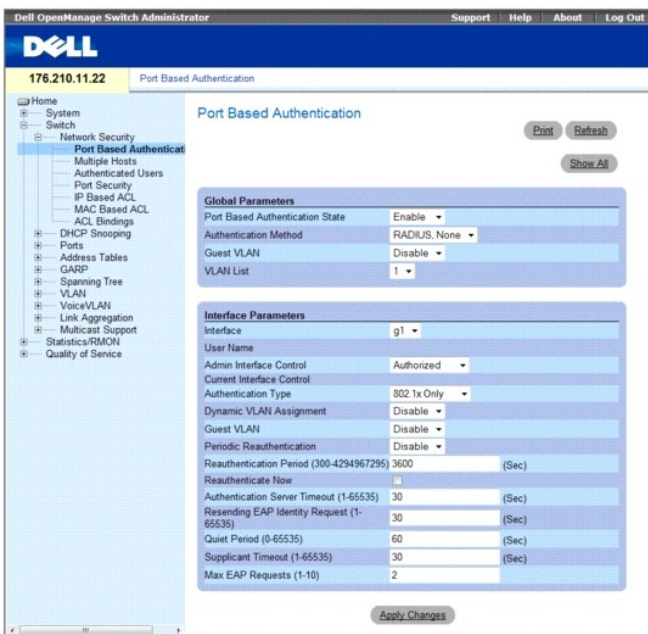 Dell OpenManage Switch Administrator
Support Help About Log Out
DELL
176.210.11.22
Port Based Authentication
Home
System
Switch
Network Security
Port Based Authenticati
Multiple Hosts
Authenticated Users
Port Security
IP Based ACL
MAC Based ACL
ACL Bindings
DHCP Snooping
Ports
Address Tables
GARP
Spanning Tree
VLAN
VoiceVLAN
Link Aggregation
Multicast Support
Statistics/RMON
Quality of Service
Port Based Authentication
Print Refresh
Show All
Global Parameters
Port Based Authentication State Enable
Authentication Method RADIUS, None
Guest VLAN Disable
VLAN List 1
Interface Parameters
Interface g1
User Name
Admin Interface Control Authorized
Current Interface Control
Authentication Type 802.1x Only
Dynamic VLAN Assignment Disable
Guest VLAN Disable
Periodic Reauthentication Disable
Reauthentication Period (300-4294967295) 3600 (Sec)
Reauthenticate Now
Authentication Server Timeout (1-65535) 30 (Sec)
Resending EAP Identity Request (1-
65535) 30 (Sec)
Quiet Period (0-65535) 60 (Sec)
Supplicant Timeout (1-65535) 30 (Sec)
Max EAP Requests (1-10) 2
Apply Changes